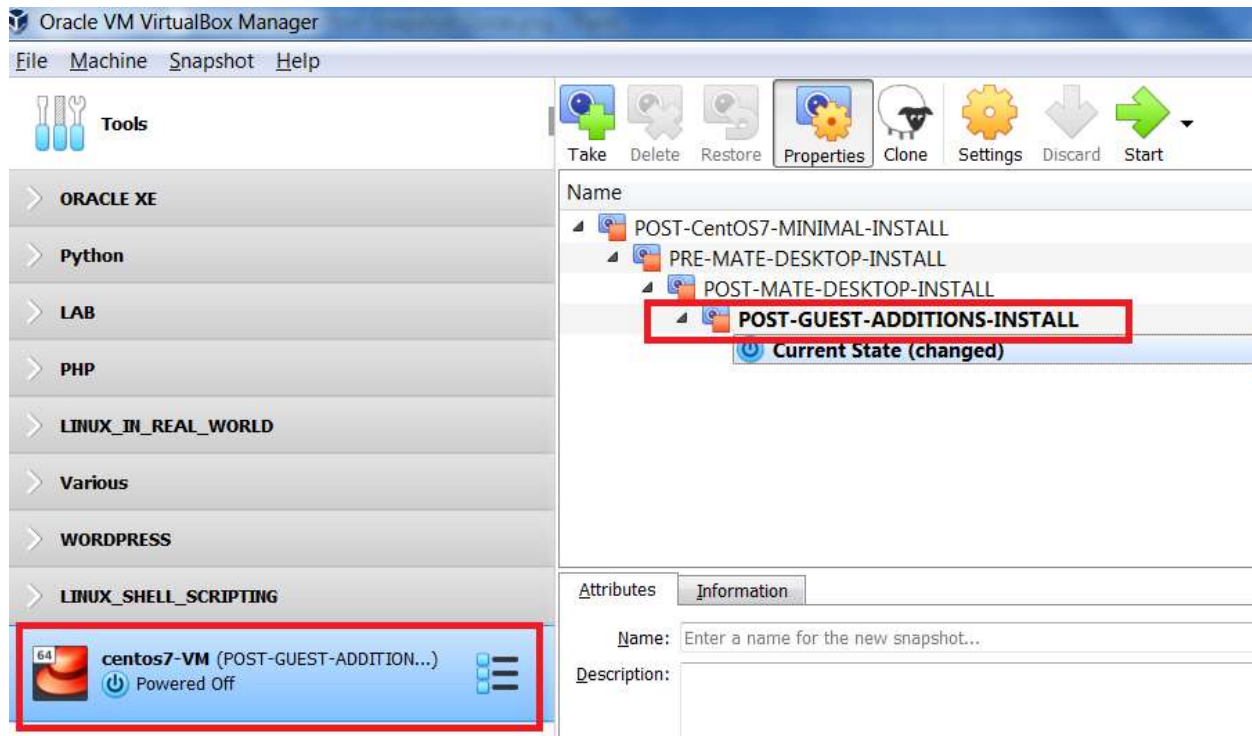 Oracle VM VirtualBox Manager
File Machine Snapshot Help
Tools
Take Delete Restore Properties Clone Settings Discard Start
Name
ORACLE XE
Python
LAB
PHP
LINUX_IN_REAL_WORLD
Various
WORDPRESS
LINUX_SHELL_SCRIPTING
64
centos7-VM (POST-GUEST-ADDITION...)
Powered Off
POST-CentOS7-MINIMAL-INSTALL
PRE-MATE-DESKTOP-INSTALL
POST-MATE-DESKTOP-INSTALL
POST-GUEST-ADDITIONS-INSTALL
Current State (changed)
Attributes Information
Name: Enter a name for the new snapshot...
Description: